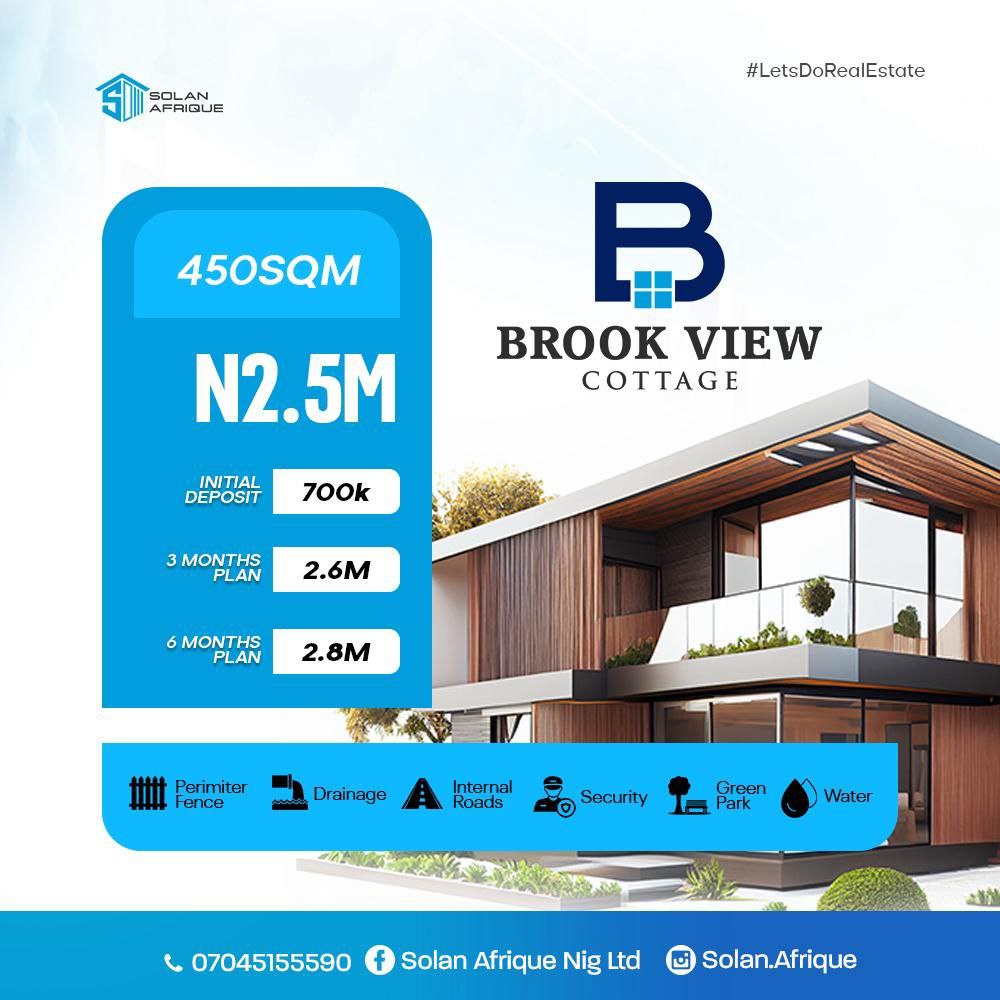 SOLAN
AFRIQUE
#LetsDoRealEstate
450SQM
N2.5M
INITIAL
DEPOSIT
700k
3 MONTHS
PLAN
2.6M
6 MONTHS
PLAN
2.8M
B
BROOK VIEW
COTTAGE
Perimiter
Fence
Drainage
Internal
Roads
Security
Green
Park
Water
07045155590
Solan Afrique Nig Ltd
Solan.Afrique